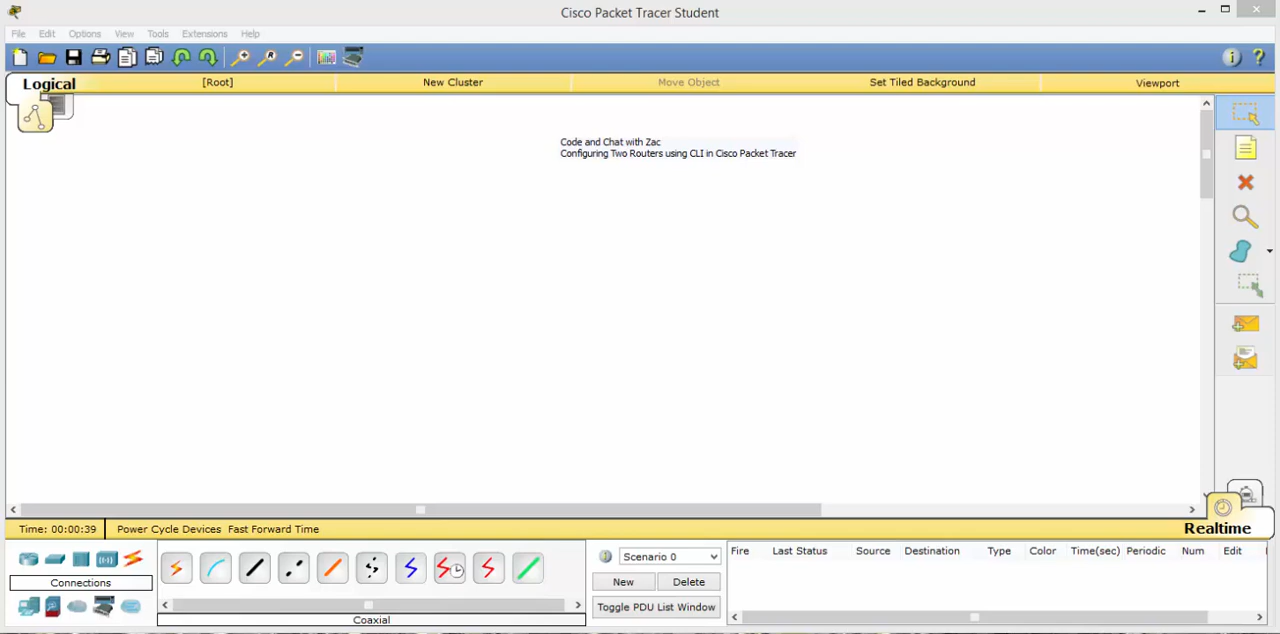 Cisco Packet Tracer Student
File Edit Options View Tools Extensions Help
Logical [Root] New Cluster Move Object Set Tiled Background Viewport
Code and Chat with Zac
Configuring Two Routers using CLI in Cisco Packet Tracer
Time: 00:00:39 Power Cycle Devices Fast Forward Time
Realtime
Connections
Coaxial
Scenario 0
New Delete
Toggle PDU List Window
Fire Last Status Source Destination Type Color Time(sec) Periodic Num Edit